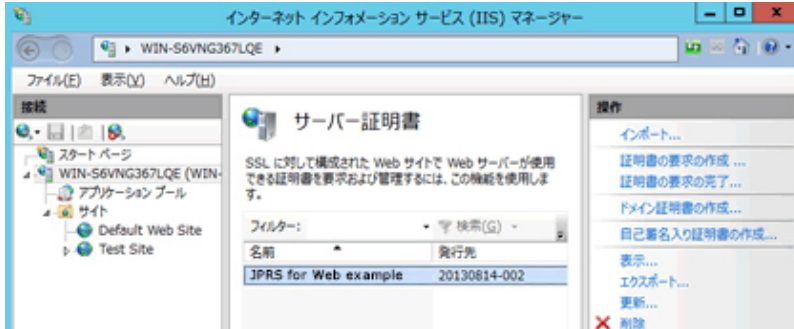 インターネット インフォメーション サービス (IIS) マネージャー
WIN-S6VNG367LQE
ファイル(F) 表示(V) ヘルプ(H)
接続
スタート ページ
WIN-S6VNG367LQE (WIN-
アプリケーション プール
サイト
Default Web Site
Test Site
サーバー証明書
SSL に対して構成された Web サイトで Web サーバーが使用
できる証明書を要求および管理するには、この機能を使用しま
す。
フィルター: 検索(G)
名前 発行先
JPRS for Web example 20130814-002
操作
インポート...
証明書の要求の作成 ...
証明書の要求の完了...
ドメイン証明書の作成...
自己署名入り証明書の作成...
表示...
エクスポート...
更新...
削除